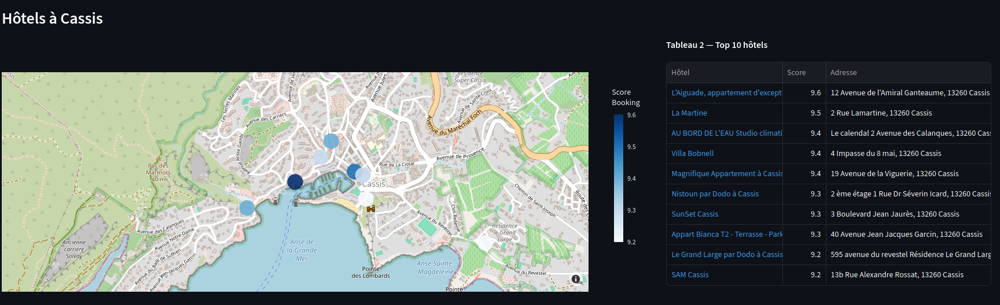 Hôtels à Cassis
Tableau 2 — Top 10 hôtels
Hôtel Score Adresse
L'Aiguade, appartement d'except 9.6 12 Avenue de l'Amiral Ganteaume, 13260 Cassis
La Martine 9.5 2 Rue Lamartine, 13260 Cassis
AU BORD DE L'EAU Studio climati 9.4 Le calendal 2 Avenue des Calanques, 13260 Cass
Villa Bobnell 9.4 4 Impasse du 8 mai, 13260 Cassis
Magnifique Appartement à Cassis 9.4 19 Avenue de la Viguerie, 13260 Cassis
Nistoun par Dodo à Cassis 9.3 2 ème étage 1 Rue Dr Séverin Icard, 13260 Cassis
SunSet Cassis 9.3 3 Boulevard Jean Jaurès, 13260 Cassis
Appart Bianca T2 - Terrasse - Park 9.3 40 Avenue Jean Jacques Garcin, 13260 Cassis
Le Grand Large par Dodo à Cassis 9.2 595 avenue du revestel Résidence Le Grand Larg
SAM Cassis 9.2 13b Rue Alexandre Rossat, 13260 Cassis
Score
Booking
9.6
9.5
9.4
9.3
9.2
Résidence
Super Cassis
Avenue de Sainte-Croix
Avenue du Maréchal Foch
Avenue Jules
Les Terres Marines
Avenue des Carriers
Avenue de Provence
Rue de La Ciotat
Pas des
Marmots
40 m
Cassis
Chemin de Saint-Joseph
Avenue des Calanques
Avenue Notre-Dame
Avenue du Bailli de Suffren
Avenue Jean-Jacques Garcin
Ancienne
carrière
Solvay
Anse de
la Grande
Mer
Clos Bellevue
Avenue du Revestel
Résidence
le Grand
Large
Anse Sainte-
Magdeleine
Pointe
des Lombards
Avenue du Revestel
Pointe